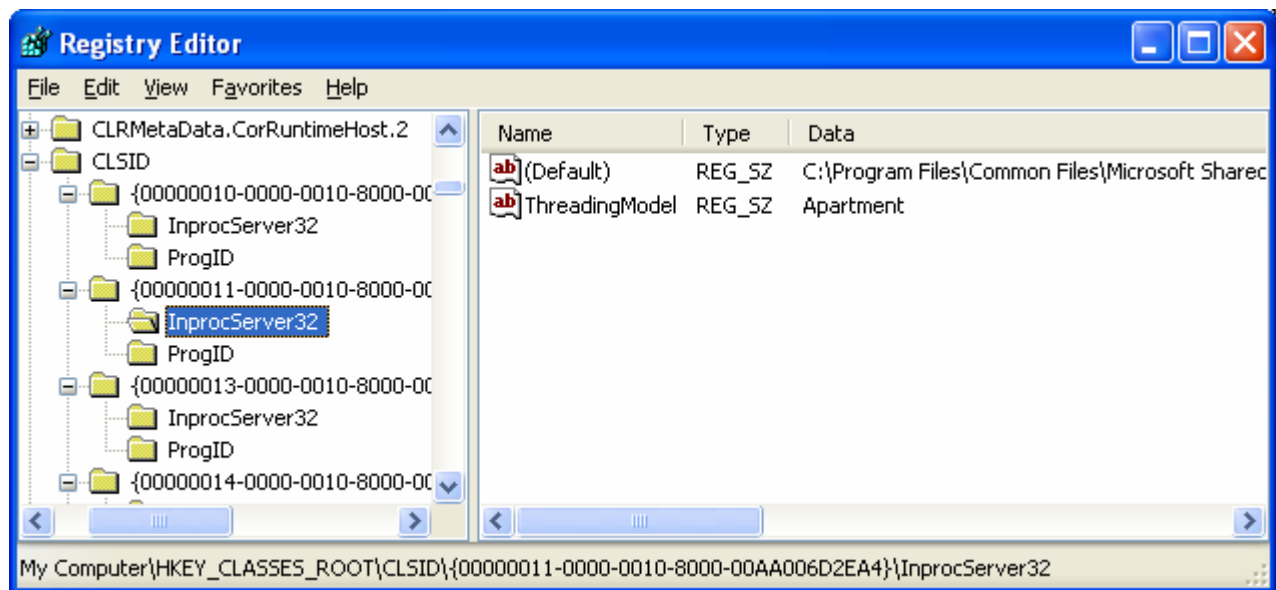 Registry Editor
File Edit View Favorites Help
CLRMetaData.CorRuntimeHost.2
CLSID
{00000010-0000-0010-8000-00
InprocServer32
ProgID
{00000011-0000-0010-8000-00
InprocServer32
ProgID
{00000013-0000-0010-8000-00
InprocServer32
ProgID
{00000014-0000-0010-8000-00
Name Type Data
ab (Default) REG_SZ C:\Program Files\Common Files\Microsoft Shared
ab ThreadingModel REG_SZ Apartment
My Computer\HKEY_CLASSES_ROOT\CLSID\{00000011-0000-0010-8000-00AA006D2EA4}\InprocServer32